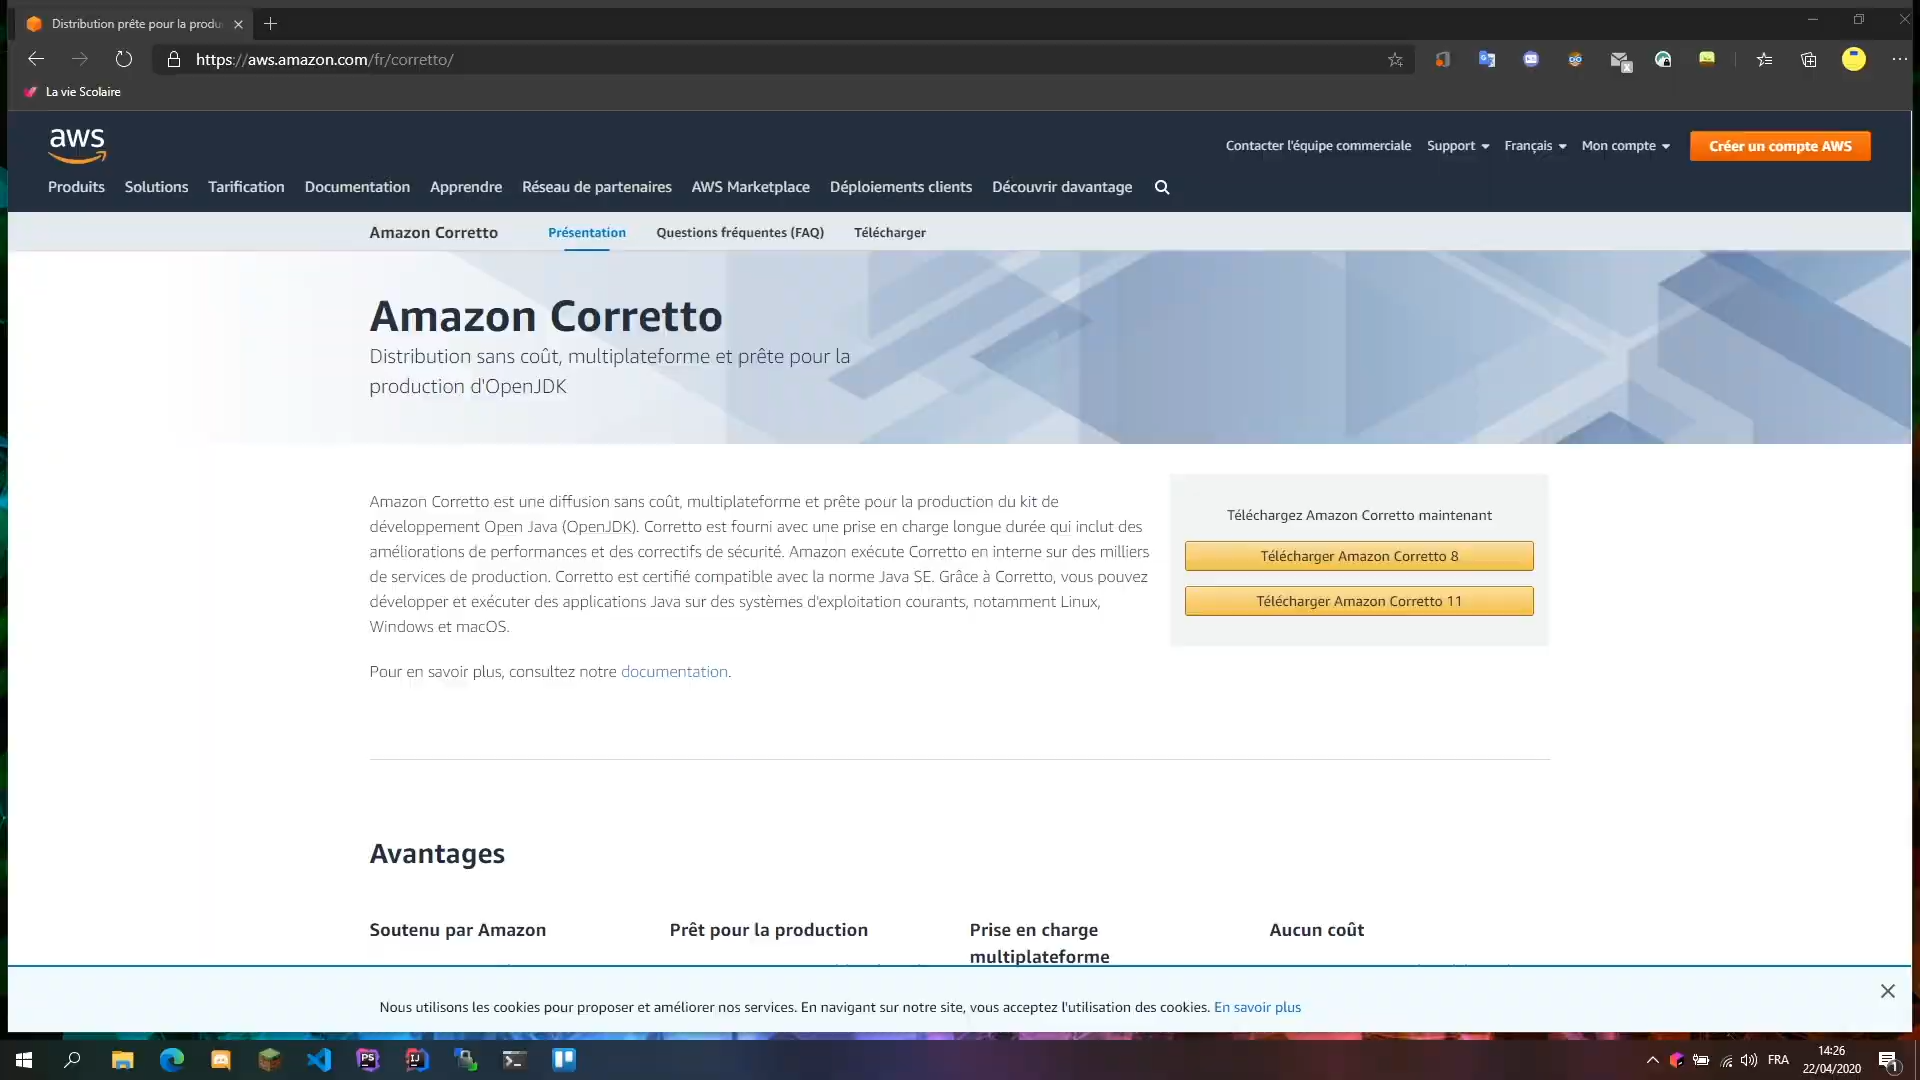 Distribution prête pour la produ
https://aws.amazon.com/fr/corretto/
La vie Scolaire
aws
Contacter l'équipe commerciale Support Français Mon compte Créer un compte AWS
Produits Solutions Tarification Documentation Apprendre Réseau de partenaires AWS Marketplace Déploiements clients Découvrir davantage
Amazon Corretto Présentation Questions fréquentes (FAQ) Télécharger
Amazon Corretto
Distribution sans coût, multiplateforme et prête pour la
production d'OpenJDK
Amazon Corretto est une diffusion sans coût, multiplateforme et prête pour la production du kit de
développement Open Java (OpenJDK). Corretto est fourni avec une prise en charge longue durée qui inclut des
améliorations de performances et des correctifs de sécurité. Amazon exécute Corretto en interne sur des milliers
de services de production. Corretto est certifié compatible avec la norme Java SE. Grâce à Corretto, vous pouvez
développer et exécuter des applications Java sur des systèmes d'exploitation courants, notamment Linux,
Windows et macOS.
Pour en savoir plus, consultez notre documentation.
Téléchargez Amazon Corretto maintenant
Télécharger Amazon Corretto 8
Télécharger Amazon Corretto 11
Avantages
Soutenu par Amazon
Prêt pour la production
Prise en charge
multiplateforme
Aucun coût
Nous utilisons les cookies pour proposer et améliorer nos services. En navigant sur notre site, vous acceptez l'utilisation des cookies. En savoir plus
PS
IJ
FRA
14:26
22/04/2020
1